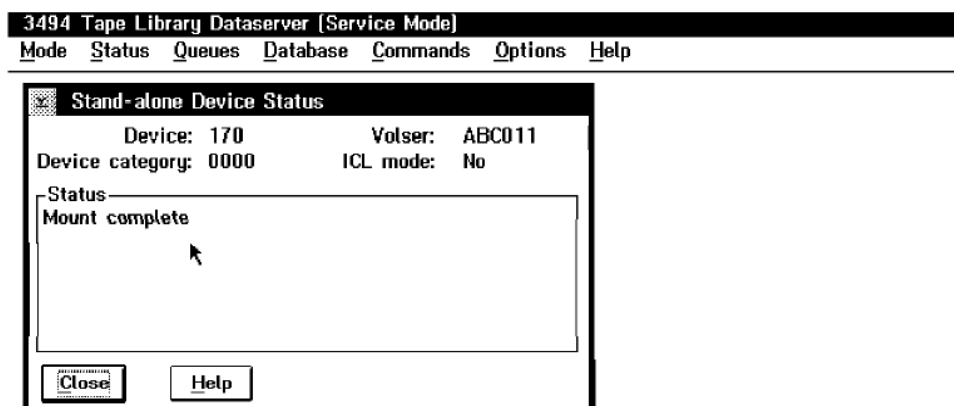 3494 Tape Library Dataserver (Service Mode)
Mode Status Queues Database Commands Options Help
Stand-alone Device Status
Device: 170 Volser: ABC011
Device category: 0000 ICL mode: No
Status
Mount complete
Close Help